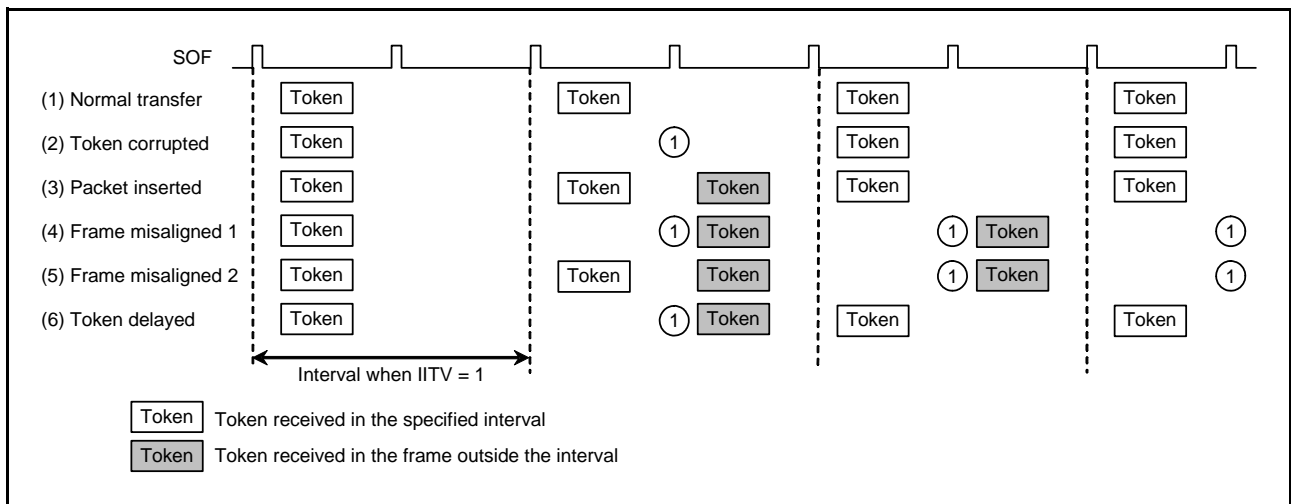 SOF
(1) Normal transfer Token Token Token Token
(2) Token corrupted Token 1 Token Token
(3) Packet inserted Token Token Token Token Token
(4) Frame misaligned 1 Token 1 Token 1 Token 1
(5) Frame misaligned 2 Token Token Token 1 Token 1
(6) Token delayed Token 1 Token Token Token
Interval when IITV = 1
Token Token received in the specified interval
Token Token received in the frame outside the interval